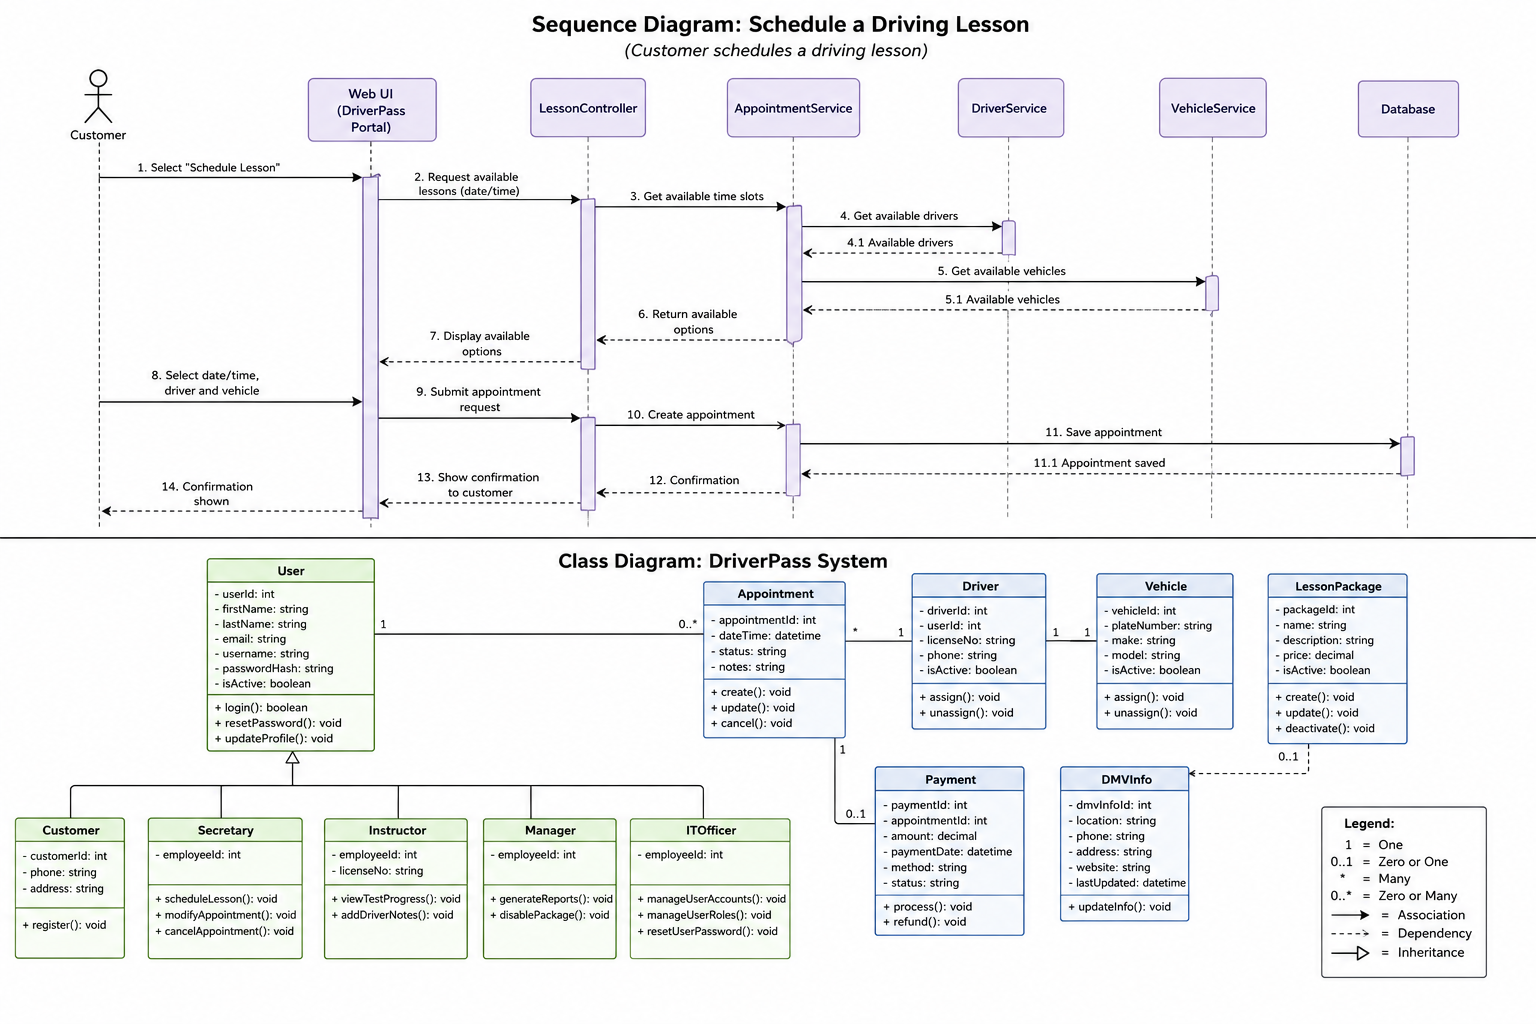 Sequence Diagram: Schedule a Driving Lesson
(Customer schedules a driving lesson)
Customer
Web UI
(DriverPass
Portal)
LessonController
AppointmentService
DriverService
VehicleService
Database
1. Select "Schedule Lesson"
2. Request available
lessons (date/time)
3. Get available time slots
4. Get available drivers
4.1 Available drivers
5. Get available vehicles
5.1 Available vehicles
6. Return available
options
7. Display available
options
8. Select date/time,
driver and vehicle
9. Submit appointment
request
10. Create appointment
11. Save appointment
11.1 Appointment saved
12. Confirmation
13. Show confirmation
to customer
14. Confirmation
shown
Class Diagram: DriverPass System
User
- userId: int
- firstName: string
- lastName: string
- email: string
- username: string
- passwordHash: string
- isActive: boolean
+ login(): boolean
+ resetPassword(): void
+ updateProfile(): void
1
0..*
Appointment
- appointmentId: int
- dateTime: datetime
- status: string
- notes: string
+ create(): void
+ update(): void
+ cancel(): void
*
1
Driver
- driverId: int
- userId: int
- licenseNo: string
- phone: string
- isActive: boolean
+ assign(): void
+ unassign(): void
1
1
Vehicle
- vehicleId: int
- plateNumber: string
- make: string
- model: string
- isActive: boolean
+ assign(): void
+ unassign(): void
LessonPackage
- packageId: int
- name: string
- description: string
- price: decimal
- isActive: boolean
+ create(): void
+ update(): void
+ deactivate(): void
1
0..1
0..1
Payment
- paymentId: int
- appointmentId: int
- amount: decimal
- paymentDate: datetime
- method: string
- status: string
+ process(): void
+ refund(): void
DMVInfo
- dmvInfoId: int
- location: string
- phone: string
- address: string
- website: string
- lastUpdated: datetime
+ updateInfo(): void
Customer
- customerId: int
- phone: string
- address: string
+ register(): void
Secretary
- employeeId: int
+ scheduleLesson(): void
+ modifyAppointment(): void
+ cancelAppointment(): void
Instructor
- employeeId: int
- licenseNo: string
+ viewTestProgress(): void
+ addDriverNotes(): void
Manager
- employeeId: int
+ generateReports(): void
+ disablePackage(): void
ITOfficer
- employeeId: int
+ manageUserAccounts(): void
+ manageUserRoles(): void
+ resetUserPassword(): void
Legend:
1 = One
0..1 = Zero or One
* = Many
0..* = Zero or Many
= Association
= Dependency
= Inheritance